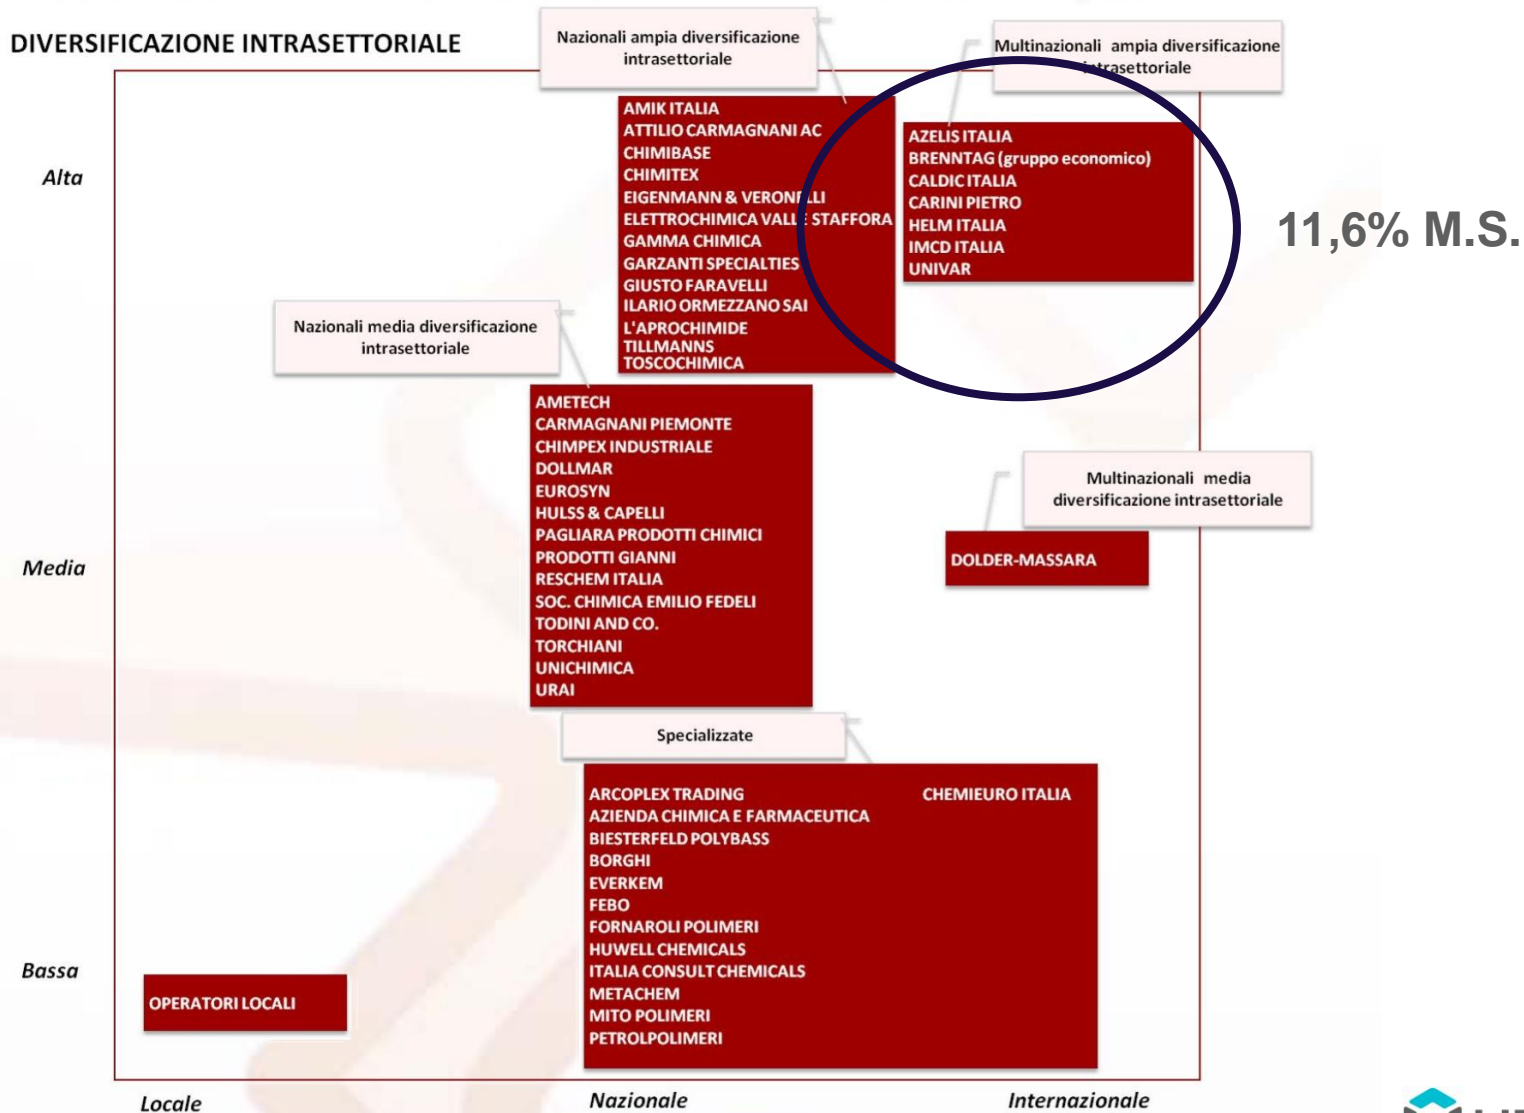 DIVERSIFICAZIONE INTRASETTORIALE
Nazionali ampia diversificazione
intrasettoriale
Multinazionali ampia diversificazione
intrasettoriale
Alta
AMIK ITALIA
ATTILIO CARMAGNANI AC
CHIMIBASE
CHIMITEX
EIGENMANN & VERONELLI
ELETTROCHIMICA VALLE STAFFORA
GAMMA CHIMICA
GARZANTI SPECIALTIES
GIUSTO FARAVELLI
ILARIO ORMEZZANO SAI
L'APROCHIMIDE
TILLMANNS
TOSCOCHIMICA
AZELIS ITALIA
BRENNTAG (gruppo economico)
CALDIC ITALIA
CARINI PIETRO
HELM ITALIA
IMCD ITALIA
UNIVAR
11,6% M.S.
Nazionali media diversificazione
intrasettoriale
Media
AMETECH
CARMAGNANI PIEMONTE
CHIMPEX INDUSTRIALE
DOLLMAR
EUROSYN
HULSS & CAPELLI
PAGLIARA PRODOTTI CHIMICI
PRODOTTI GIANNI
RESCHEM ITALIA
SOC. CHIMICA EMILIO FEDELI
TODINI AND CO.
TORCHIANI
UNICHIMICA
URAI
Multinazionali media
diversificazione intrasettoriale
DOLDER-MASSARA
Specializzate
Bassa
OPERATORI LOCALI
ARCOPLEX TRADING
AZIENDA CHIMICA E FARMACEUTICA
BIESTERFELD POLYBASS
BORGHI
EVERKEM
FEBO
FORNAROLI POLIMERI
HUWELL CHEMICALS
ITALIA CONSULT CHEMICALS
METACHEM
MITO POLIMERI
PETROLPOLIMERI
CHEMIEURO ITALIA
Locale
Nazionale
Internazionale